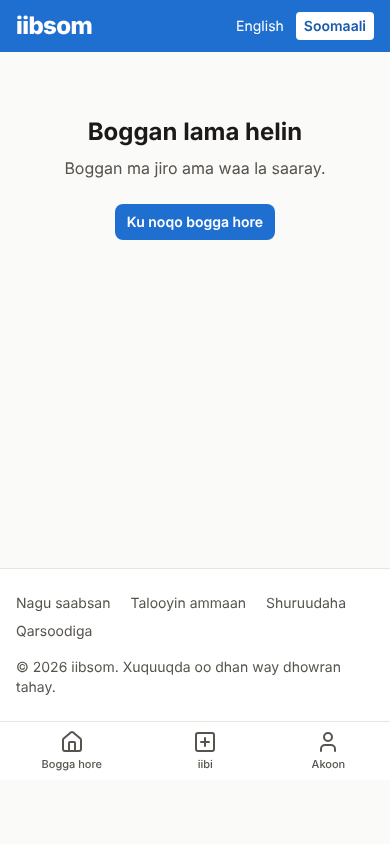 iibsom
English
Soomaali
Boggan lama helin
Boggan ma jiro ama waa la saaray.
Ku noqo bogga hore
Nagu saabsan
Talooyin ammaan
Shuruudaha
Qarsoodiga
© 2026 iibsom. Xuquuqda oo dhan way dhowran
tahay.
Bogga hore
iibi
Akoon